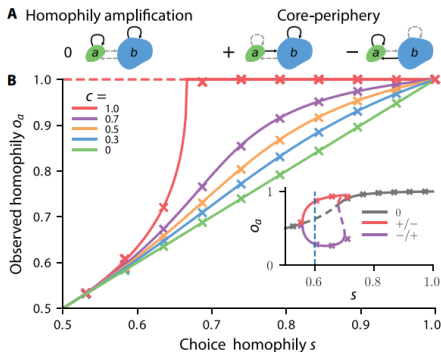 A Homophily amplification Core-periphery
0 a b + a b − a b
B
1.0
0.9
0.8
0.7
0.6
0.5
Observed homophily oₐ
c =
1.0
0.7
0.5
0.3
0
1
0
oₐ
0
+/−
−/+
0.6 0.8 1.0
s
0.5 0.6 0.7 0.8 0.9 1.0
Choice homophily s